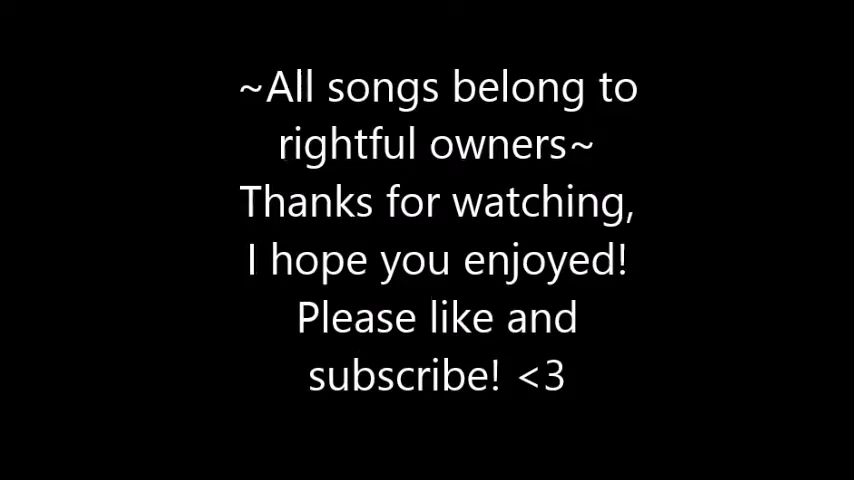 ~All songs belong to
rightful owners~
Thanks for watching,
I hope you enjoyed!
Please like and
subscribe! <3